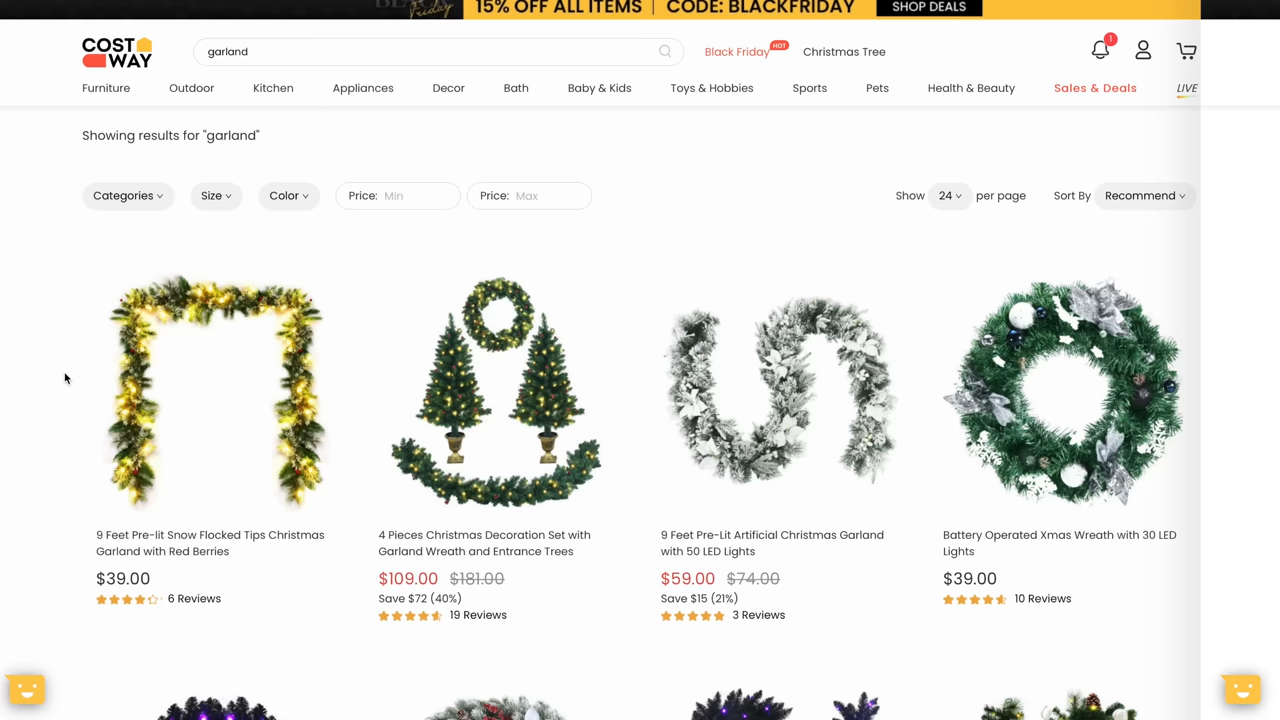 Friday
15% OFF ALL ITEMS | CODE: BLACKFRIDAY
SHOP DEALS
COST WAY
garland
Black Friday HOT
Christmas Tree
1
Furniture Outdoor Kitchen Appliances Decor Bath Baby & Kids Toys & Hobbies Sports Pets Health & Beauty Sales & Deals LIVE
Showing results for "garland"
Categories Size Color Price: Min Price: Max Show 24 per page Sort By Recommend
9 Feet Pre-lit Snow Flocked Tips Christmas
Garland with Red Berries
$39.00
6 Reviews
4 Pieces Christmas Decoration Set with
Garland Wreath and Entrance Trees
$109.00 $181.00
Save $72 (40%)
19 Reviews
9 Feet Pre-Lit Artificial Christmas Garland
with 50 LED Lights
$59.00 $74.00
Save $15 (21%)
3 Reviews
Battery Operated Xmas Wreath with 30 LED
Lights
$39.00
10 Reviews